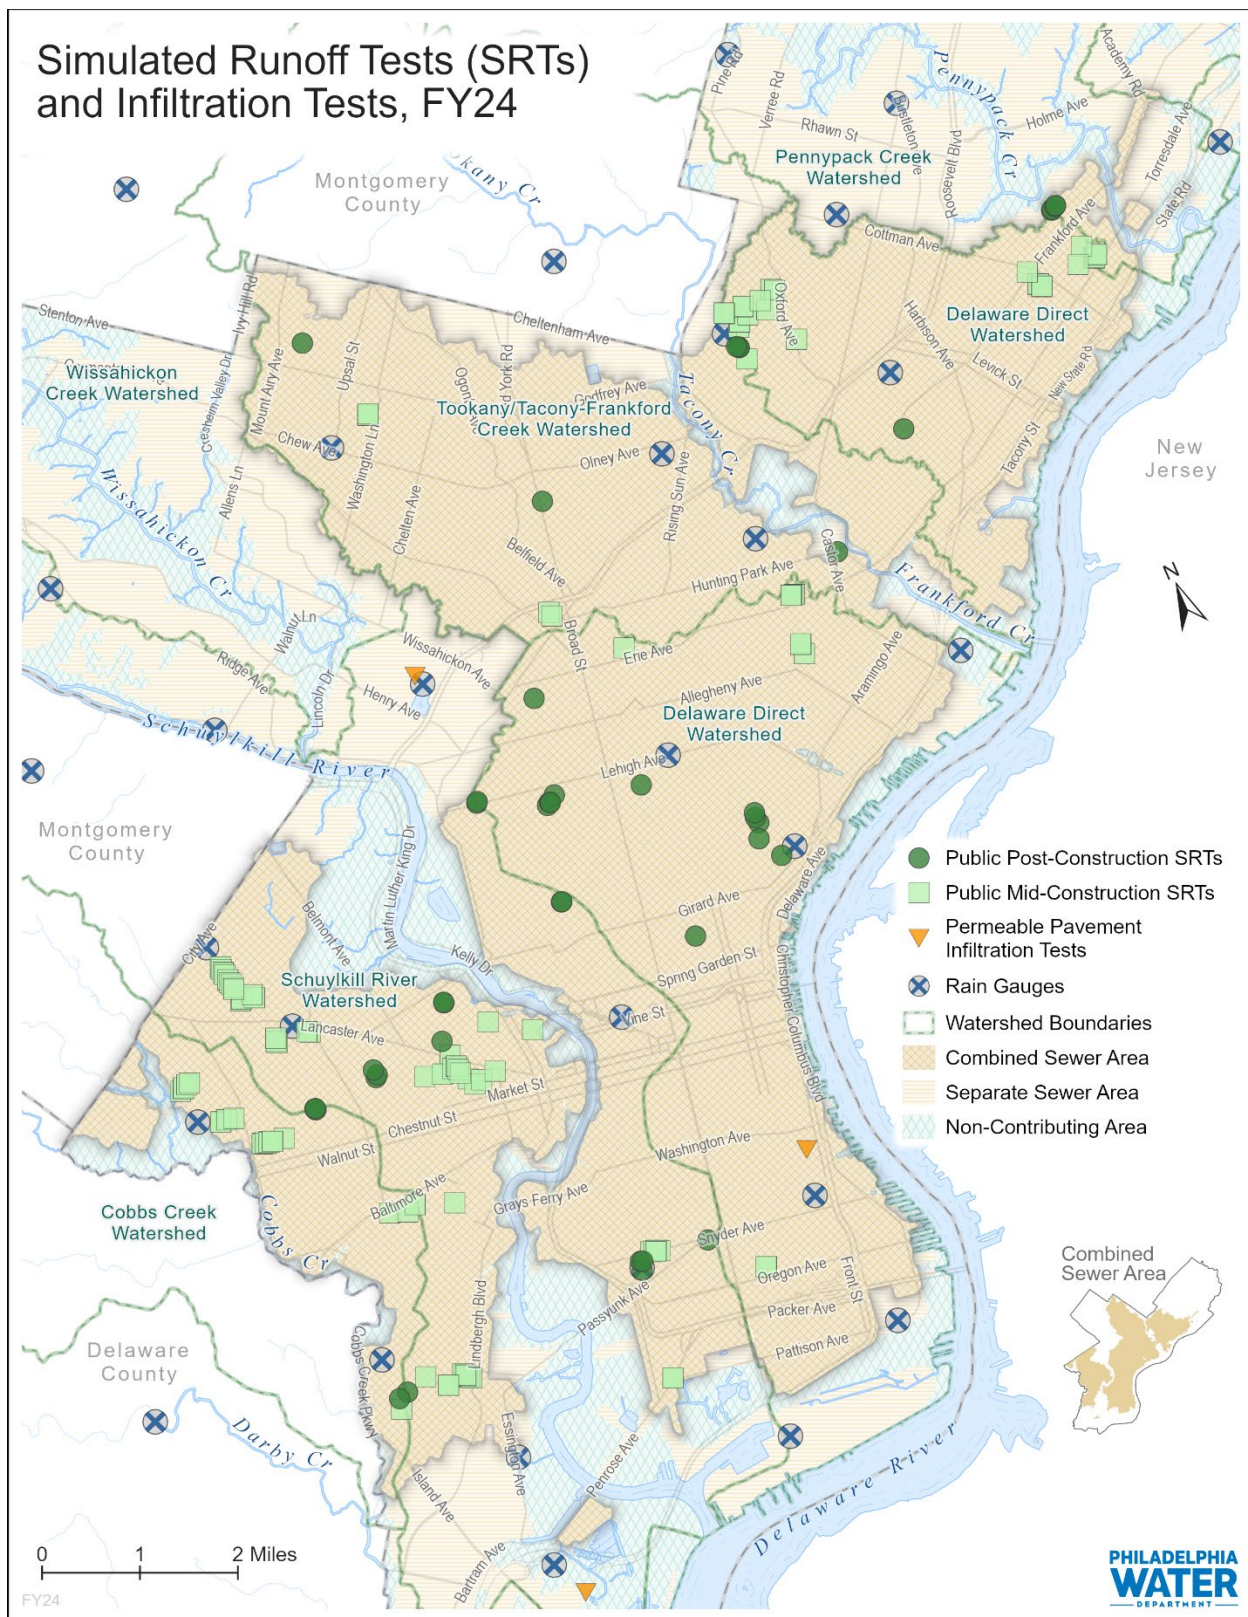 Simulated Runoff Tests (SRTs)
and Infiltration Tests, FY24
Pine Rd
Verree Rd
Rhawn St
Bustleton Ave
Roosevelt Blvd
Pennypack Cr
Holme Ave
Academy Rd
Torresdale Ave
State Rd
Pennypack Creek
Watershed
Montgomery
County
okany Cr
Cottman Ave
Frankford Ave
Ivy Hill Rd
Stenton Ave
Cheltenham Ave
Oxford Ave
Harbison Ave
Delaware Direct
Watershed
Levick St
New State Rd
Wissahickon
Creek Watershed
Cresheim Valley Dr
Mount Airy Ave
Upsal St
d York Rd
Godfrey Ave
Tacony Cr
Tookany/Tacony-Frankford
Creek Watershed
Chew Ave
Washington Ln
Olney Ave
Rising Sun Ave
Tacony St
New
Jersey
Wissahickon Cr
Allens Ln
Chelten Ave
Belfield Ave
Hunting Park Ave
Castor Ave
Frankford Cr
N
Walnut Ln
Wissahickon Ave
Broad St
Erie Ave
Aramingo Ave
Ridge Ave
Lincoln Dr
Henry Ave
Allegheny Ave
Delaware Direct
Watershed
Schuylkill River
Lehigh Ave
Montgomery
County
Martin Luther King Dr
Delaware Ave
Public Post-Construction SRTs
Public Mid-Construction SRTs
Permeable Pavement
Infiltration Tests
Rain Gauges
Watershed Boundaries
Combined Sewer Area
Separate Sewer Area
Non-Contributing Area
Girard Ave
City Ave
Belmont Ave
Kelly Dr
Spring Garden St
Christopher Columbus Blvd
Schuylkill River
Watershed
Lancaster Ave
Vine St
Market St
Chestnut St
Walnut St
Washington Ave
Baltimore Ave
Grays Ferry Ave
Cobbs Creek
Watershed
Cobbs Cr
Snyder Ave
Oregon Ave
Front St
Combined
Sewer Area
Passyunk Ave
Packer Ave
Pattison Ave
Lindbergh Blvd
Delaware
County
Cobbs Creek Pkwy
Darby Cr
Essington Ave
Penrose Ave
Island Ave
Delaware River
Bartram Ave
0 1 2 Miles
FY24
PHILADELPHIA
WATER
DEPARTMENT